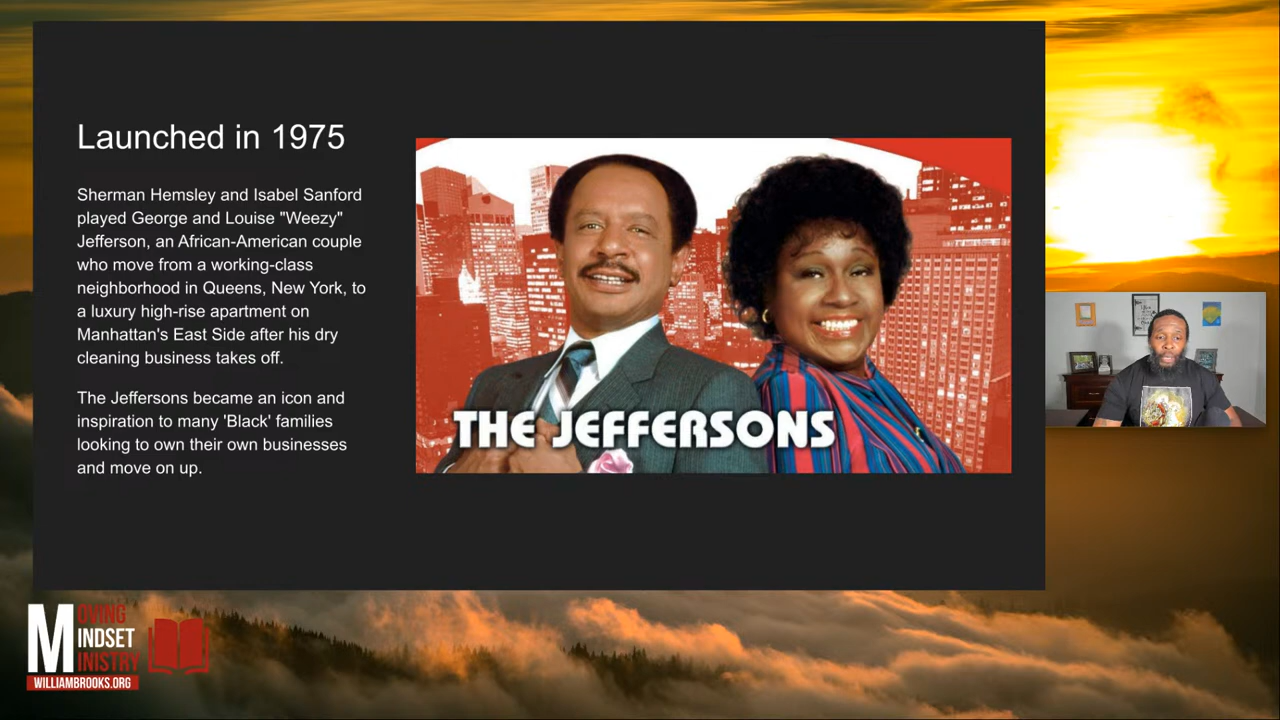 Launched in 1975
Sherman Hemsley and Isabel Sanford
played George and Louise "Weezy"
Jefferson, an African-American couple
who move from a working-class
neighborhood in Queens, New York, to
a luxury high-rise apartment on
Manhattan's East Side after his dry
cleaning business takes off.
The Jeffersons became an icon and
inspiration to many 'Black' families
looking to own their own businesses
and move on up.
THE JEFFERSONS
MOVING
MINDSET
MINISTRY
WILLIAMBROOKS.ORG